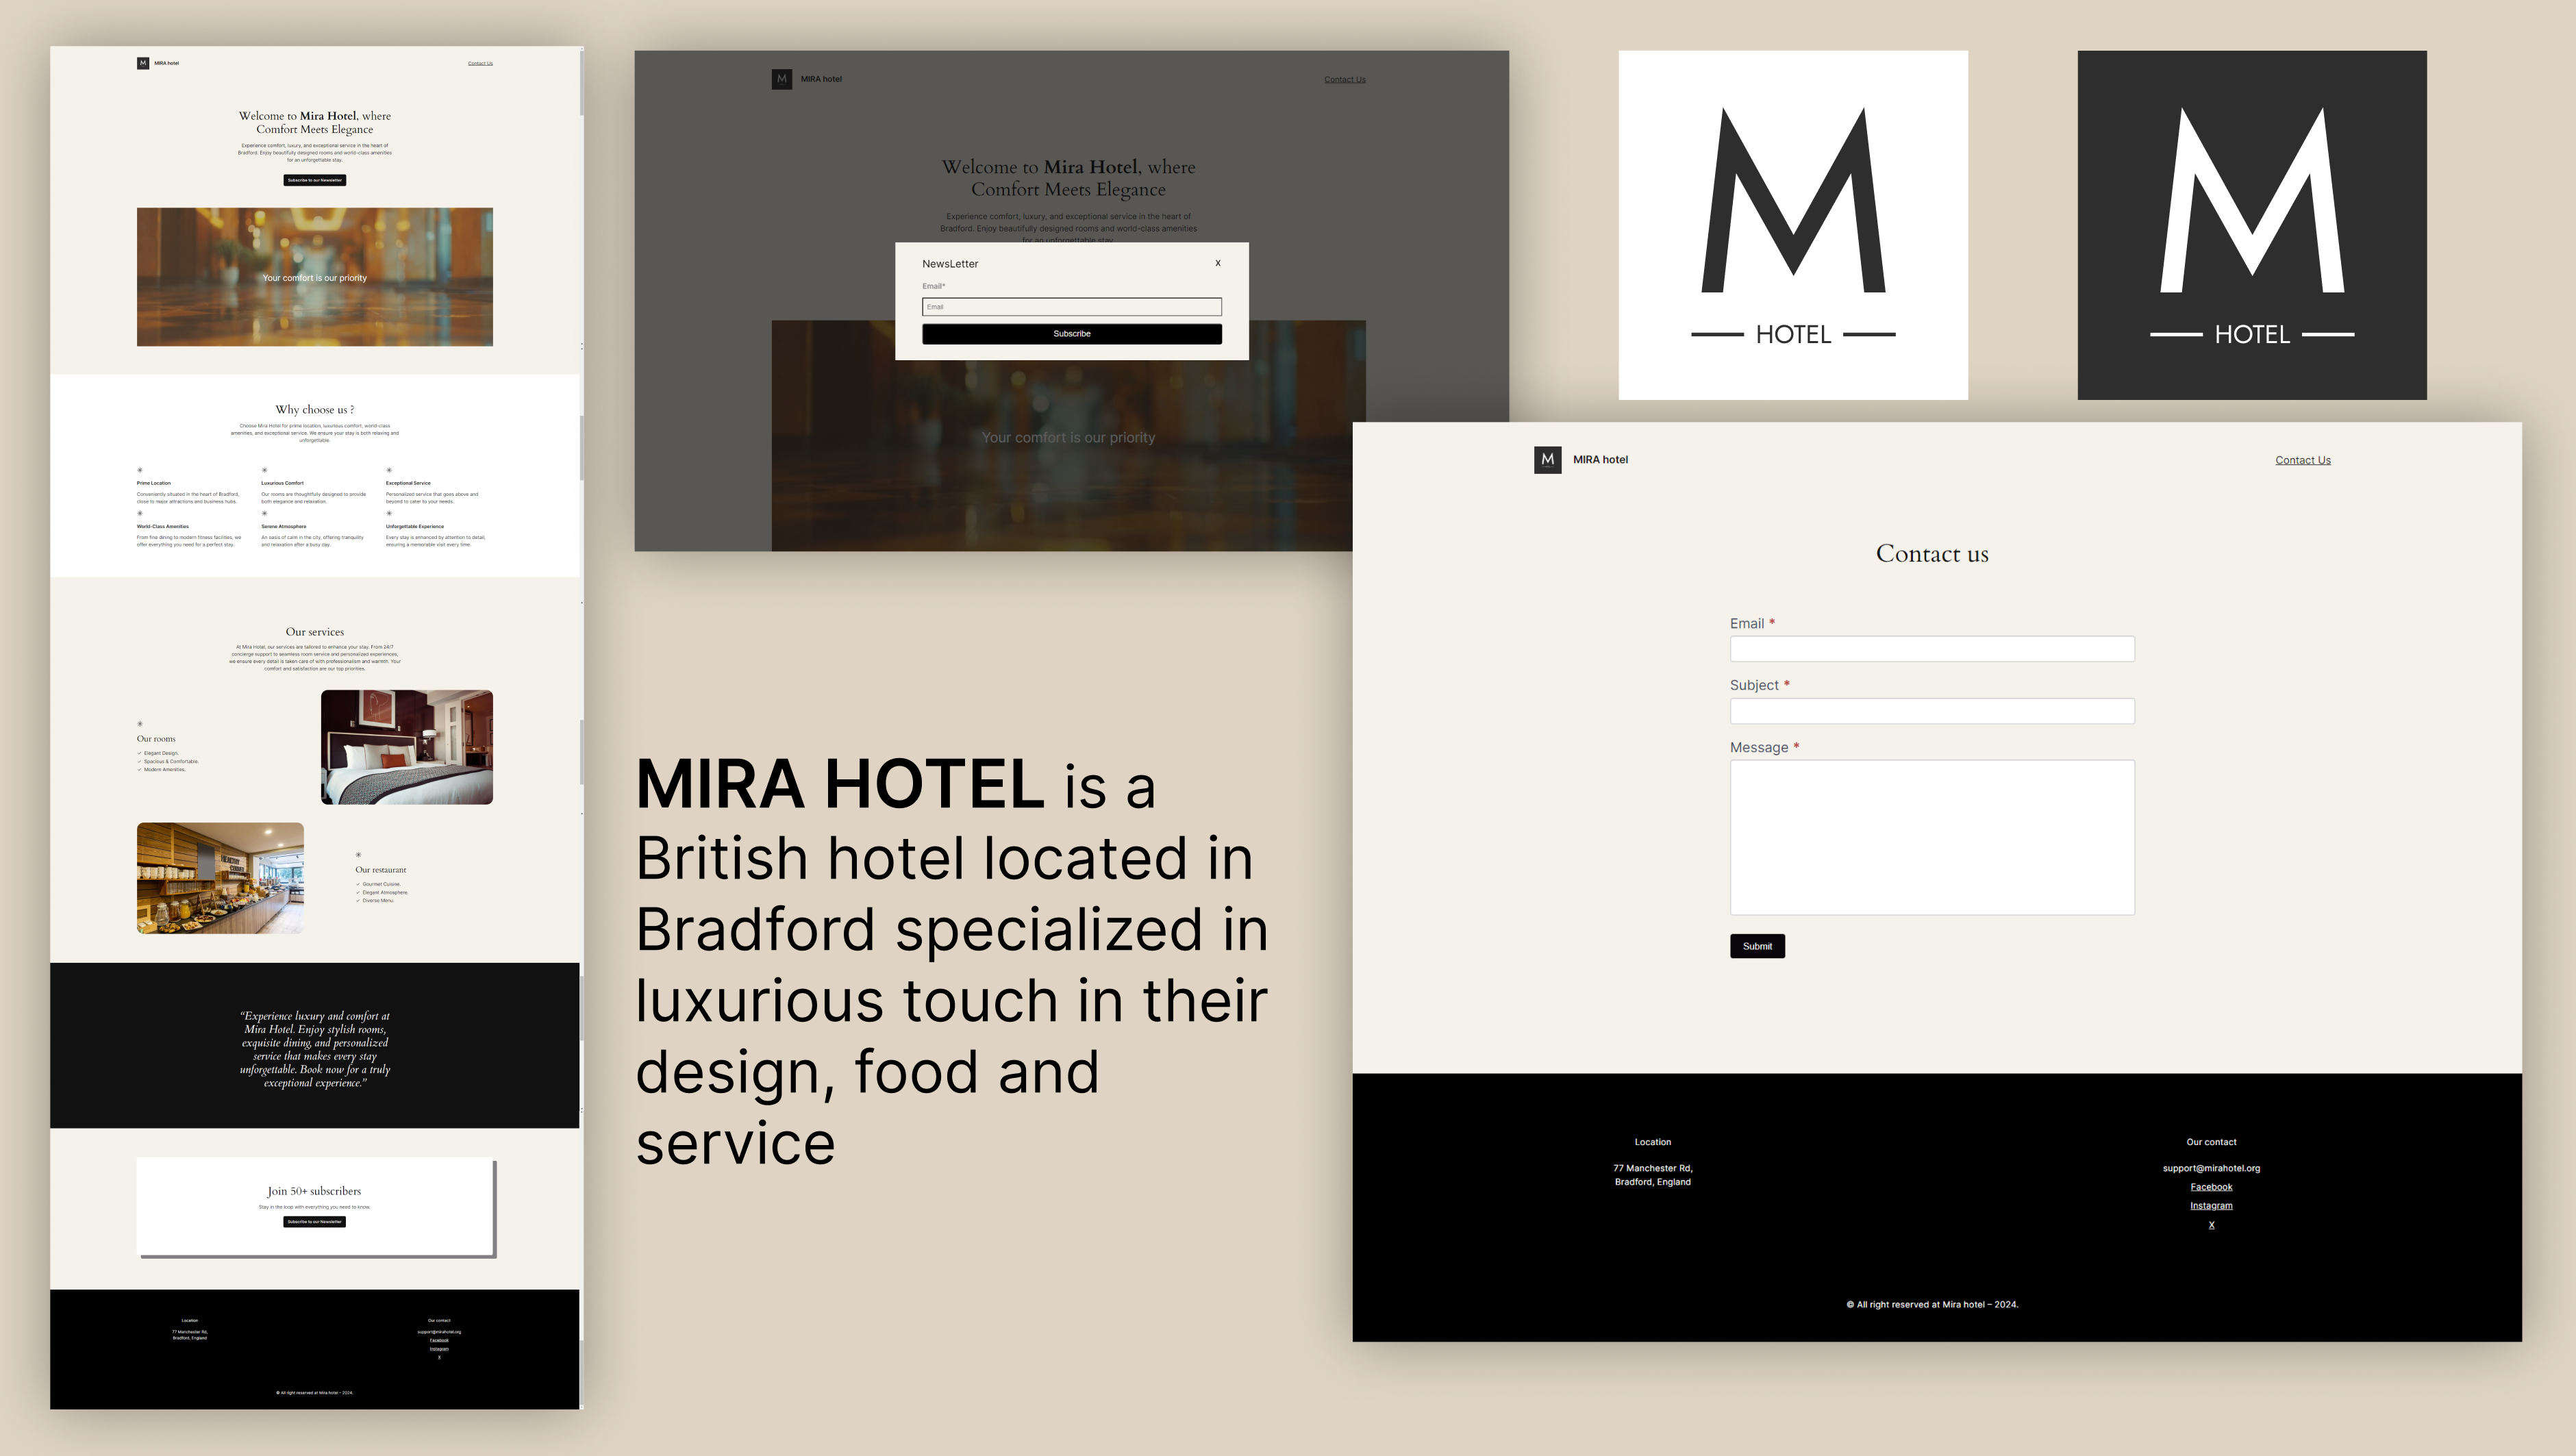 M MIRA hotel
Contact Us
Welcome to Mira Hotel, where
Comfort Meets Elegance
Experience comfort, luxury, and exceptional service in the heart of
Bradford. Enjoy beautifully designed rooms and world-class amenities
for an unforgettable stay.
Subscribe to our Newsletter
Your comfort is our priority
Why choose us ?
Choose Mira Hotel for prime location, luxurious comfort, world-class
amenities, and exceptional service. We ensure your stay is both relaxing and
unforgettable.
Prime Location
Conveniently situated in the heart of Bradford,
close to major attractions and business hubs.
Luxurious Comfort
Our rooms are thoughtfully designed to provide
both elegance and relaxation.
Exceptional Service
Personalized service that goes above and
beyond to cater to your needs.
World-Class Amenities
From fine dining to modern fitness facilities, we
offer everything you need for a perfect stay.
Serene Atmosphere
An oasis of calm in the city, offering tranquility
and relaxation after a busy day.
Unforgettable Experience
Every stay is enhanced by attention to detail,
ensuring a memorable visit every time.
Our services
At Mira Hotel, our services are tailored to enhance your stay. From 24/7
concierge support to seamless room service and personalized experiences,
we ensure every detail is taken care of with professionalism and warmth. Your
comfort and satisfaction are our top priorities.
Our rooms
✓ Elegant Design.
✓ Spacious & Comfortable.
✓ Modern Amenities.
Our restaurant
✓ Gourmet Cuisine.
✓ Elegant Atmosphere.
✓ Diverse Menu.
“Experience luxury and comfort at
Mira Hotel. Enjoy stylish rooms,
exquisite dining, and personalized
service that makes every stay
unforgettable. Book now for a truly
exceptional experience.”
Join 50+ subscribers
Stay in the loop with everything you need to know.
Subscribe to our Newsletter
Location
77 Manchester Rd,
Bradford, England
Our contact
support@mirahotel.org
Facebook
Instagram
X
© All right reserved at Mira hotel – 2024.
M MIRA hotel
Contact Us
Welcome to Mira Hotel, where
Comfort Meets Elegance
Experience comfort, luxury, and exceptional service in the heart of
Bradford. Enjoy beautifully designed rooms and world-class amenities
for an unforgettable stay.
NewsLetter
X
Email*
Email
Subscribe
Your comfort is our priority
M
HOTEL
M
HOTEL
MIRA HOTEL is a
British hotel located in
Bradford specialized in
luxurious touch in their
design, food and
service
M MIRA hotel
Contact Us
Contact us
Email *
Subject *
Message *
Submit
Location
77 Manchester Rd,
Bradford, England
Our contact
support@mirahotel.org
Facebook
Instagram
X
© All right reserved at Mira hotel – 2024.